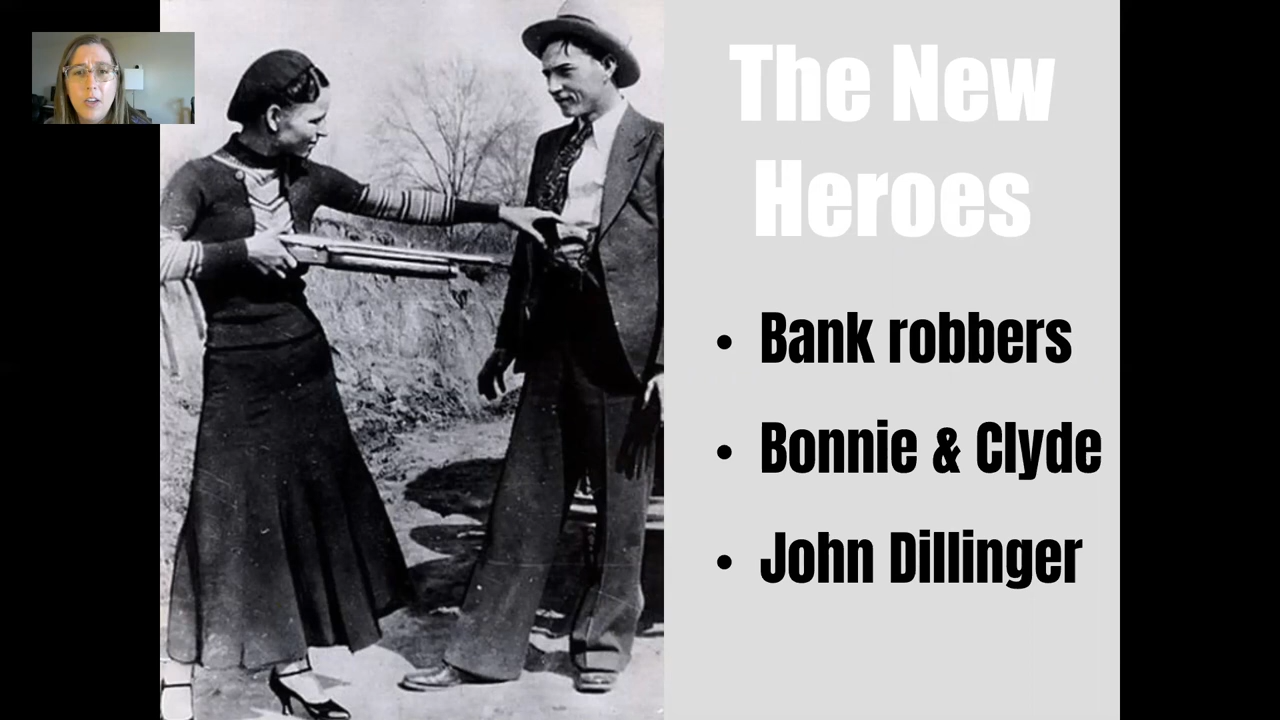 The New
Heroes
• Bank robbers
• Bonnie & Clyde
• John Dillinger